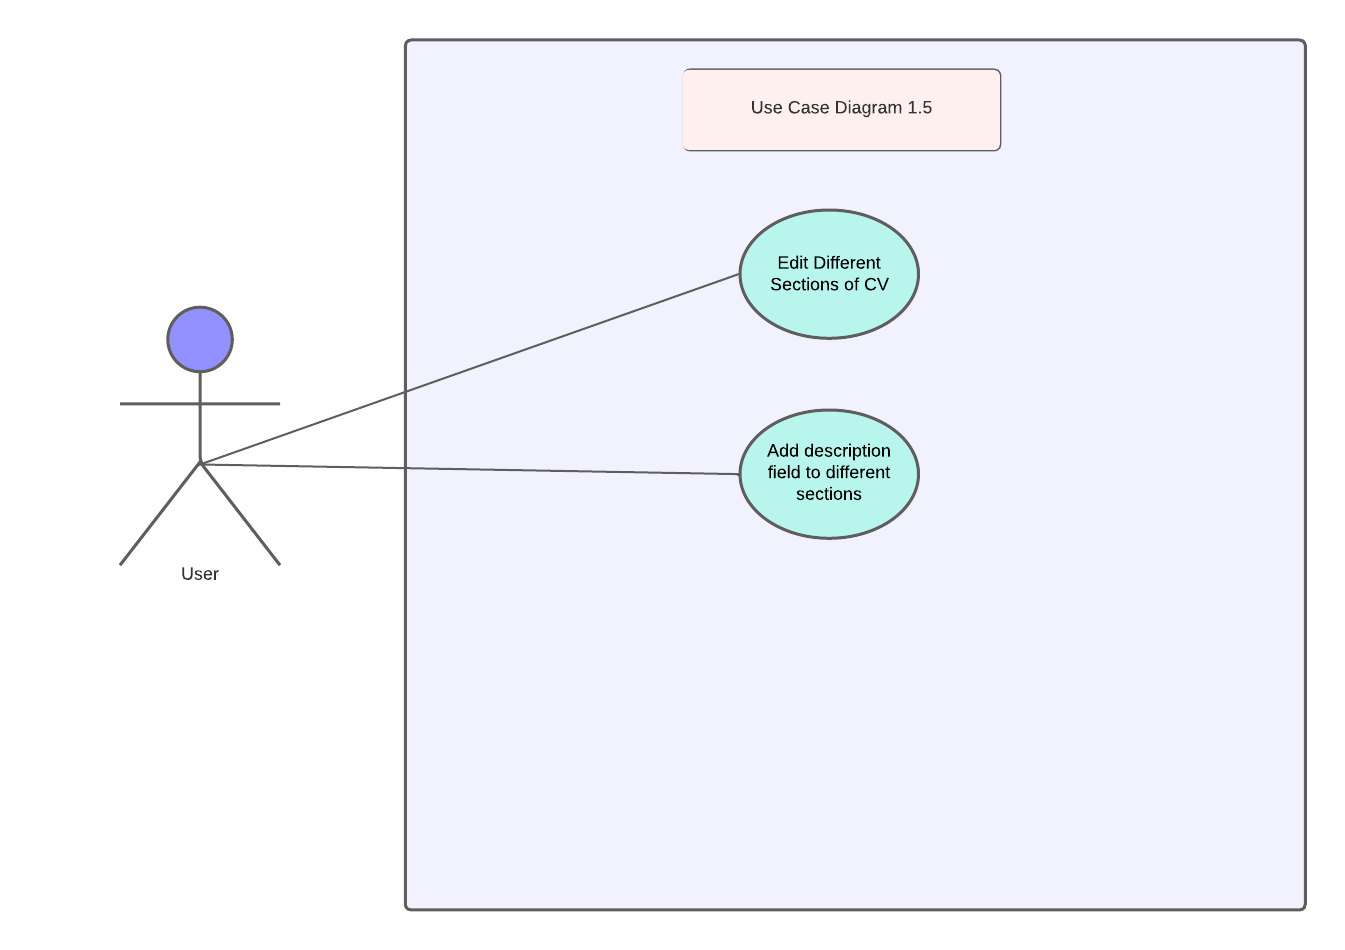 Use Case Diagram 1.5
Edit Different
Sections of CV
Add description
field to different
sections
User